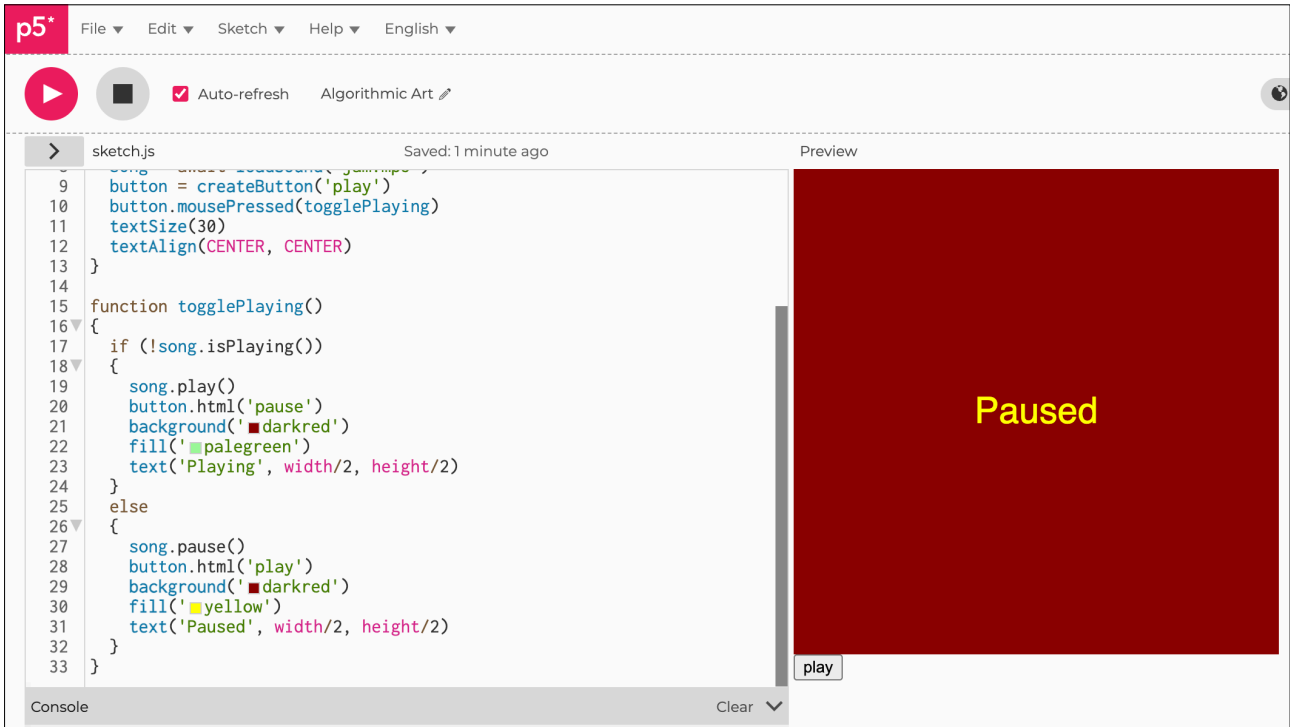 p5* File Edit Sketch Help English
Auto-refresh Algorithmic Art
sketch.js Saved: 1 minute ago Preview
9 button = createButton('play')
10 button.mousePressed(togglePlaying)
11 textSize(30)
12 textAlign(CENTER, CENTER)
13 }
14
15 function togglePlaying()
16 {
17 if (!song.isPlaying())
18 {
19 song.play()
20 button.html('pause')
21 background('darkred')
22 fill('palegreen')
23 text('Playing', width/2, height/2)
24 }
25 else
26 {
27 song.pause()
28 button.html('play')
29 background('darkred')
30 fill('yellow')
31 text('Paused', width/2, height/2)
32 }
33 }
Paused
play
Console Clear